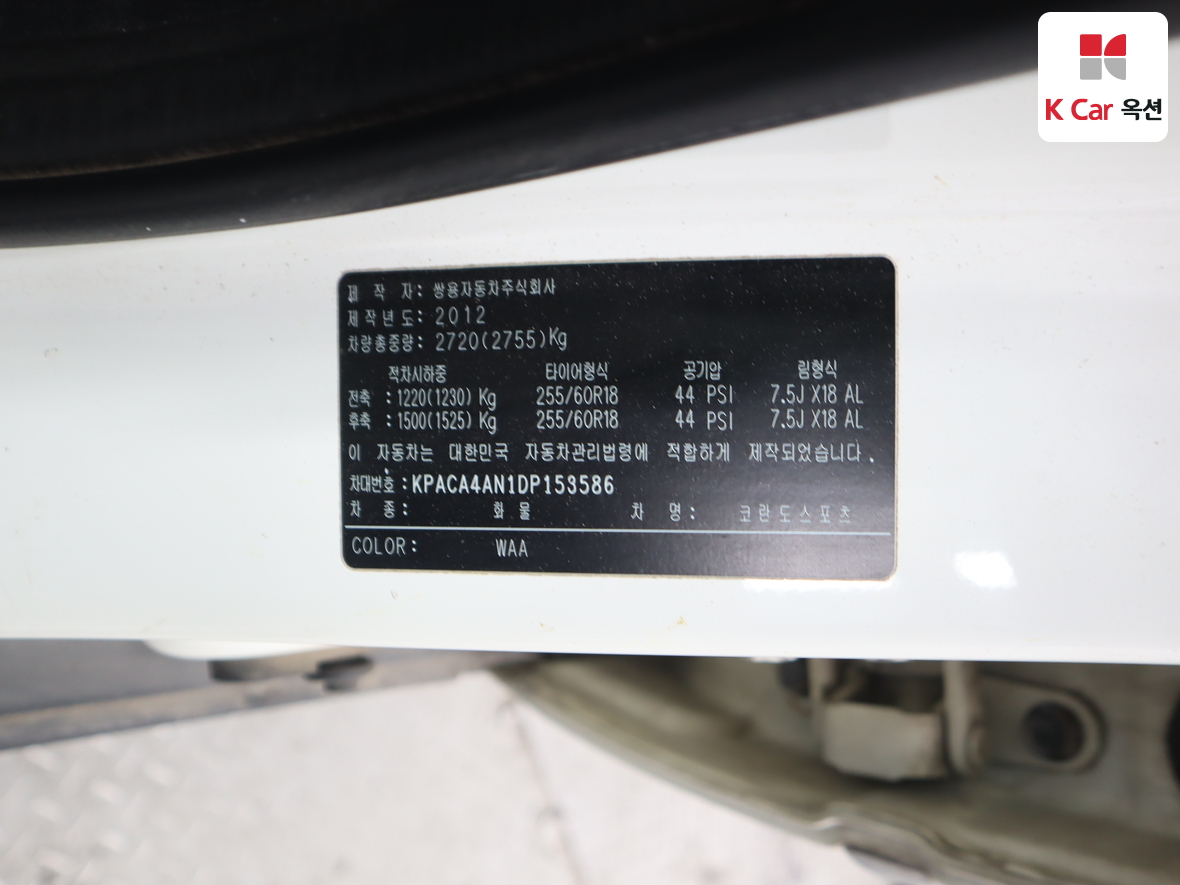 K Car 옥션
제 작 자: 쌍용자동차주식회사
제작년도: 2012
차량총중량: 2720(2755)Kg
적차시하중 타이어형식 공기압 림형식
전축 :1220(1230) Kg 255/60R18 44 PSI 7.5J X18 AL
후축 :1500(1525) Kg 255/60R18 44 PSI 7.5J X18 AL
이 자동차는 대한민국 자동차관리법령에 적합하게 제작되었습니다.
차대번호:KPACA4AN1DP153586
차 종: 화 물 차 명: 코란도스포츠
COLOR: WAA